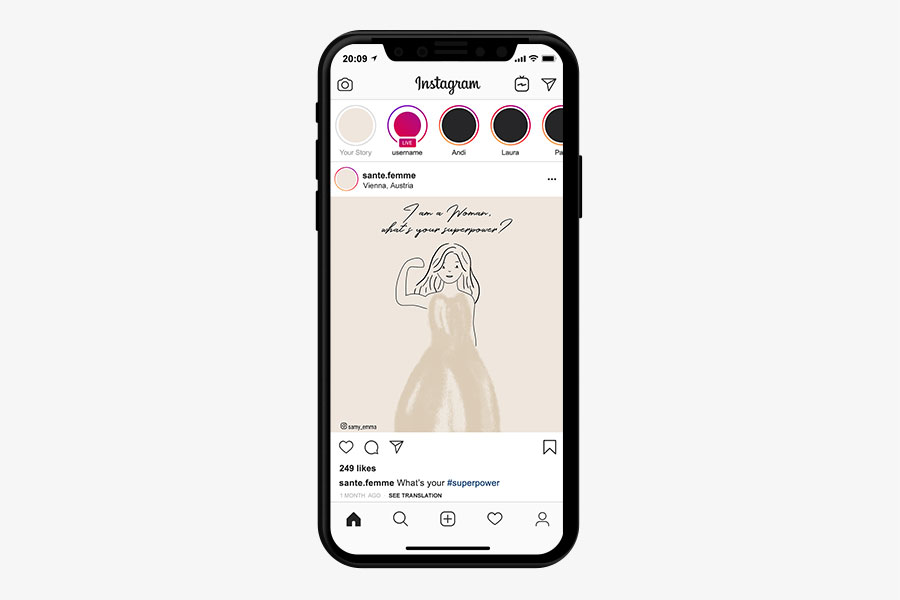 20:09
Instagram
LIVE
Your Story
username
Andi
Laura
Pa
sante.femme
Vienna, Austria
I am a Woman,
what's your superpower?
samy_emma
249 likes
sante.femme What's your #superpower
1 MONTH AGO SEE TRANSLATION